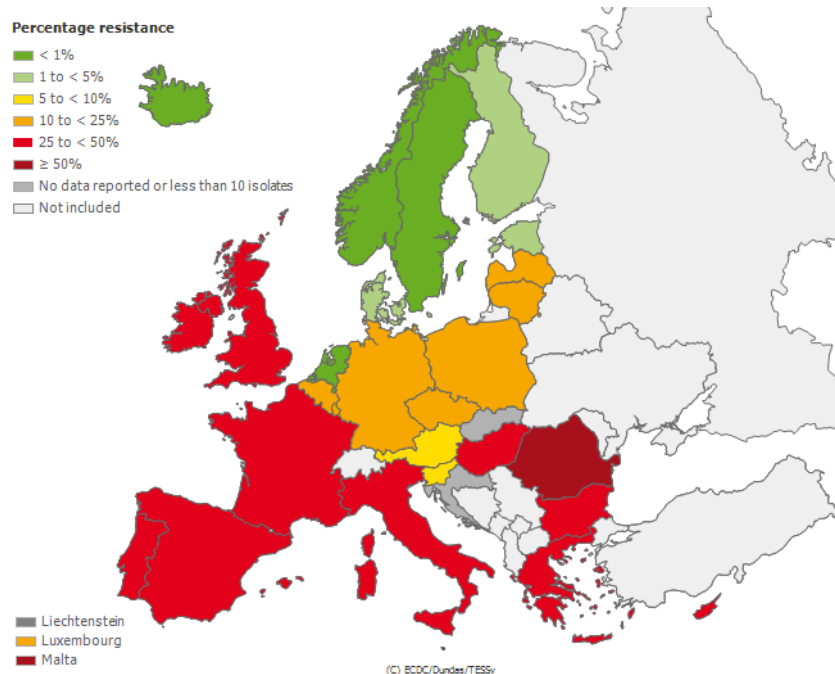 Percentage resistance
< 1%
1 to < 5%
5 to < 10%
10 to < 25%
25 to < 50%
≥ 50%
No data reported or less than 10 isolates
Not included
Liechtenstein
Luxembourg
Malta
(C) ECDC/Dundas/TESSy